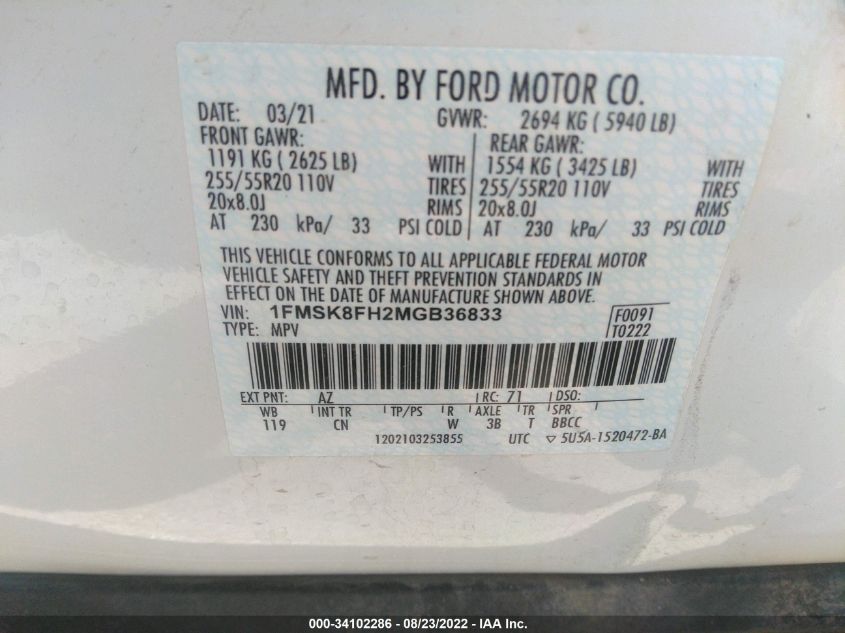 MFD. BY FORD MOTOR CO.
DATE: 03/21 GVWR: 2694 KG ( 5940 LB)
FRONT GAWR: REAR GAWR:
1191 KG ( 2625 LB) WITH 1554 KG ( 3425 LB) WITH
255/55R20 110V TIRES 255/55R20 110V TIRES
20x8.0J RIMS 20x8.0J RIMS
AT 230 kPa/ 33 PSI COLD AT 230 kPa/ 33 PSI COLD
THIS VEHICLE CONFORMS TO ALL APPLICABLE FEDERAL MOTOR
VEHICLE SAFETY AND THEFT PREVENTION STANDARDS IN
EFFECT ON THE DATE OF MANUFACTURE SHOWN ABOVE.
VIN: 1FMSK8FH2MGB36833 F0091
TYPE: MPV T0222
EXT PNT: AZ RC: 71 DSO:
WB INT TR TP/PS R AXLE TR SPR
119 CN W 3B T BBCC
1202103253855 UTC ▽ 5U5A-1520472-BA
000-34102286 - 08/23/2022 - IAA Inc.